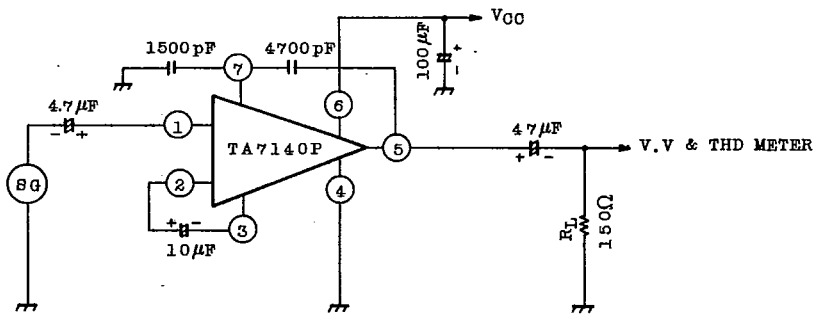 VCC
1500pF
4700pF
100μF
+
-
7
6
4.7μF
- +
1
TA7140P
5
47μF
+ -
V.V & THD METER
SG
2
4
+ -
10μF
3
RL
150Ω